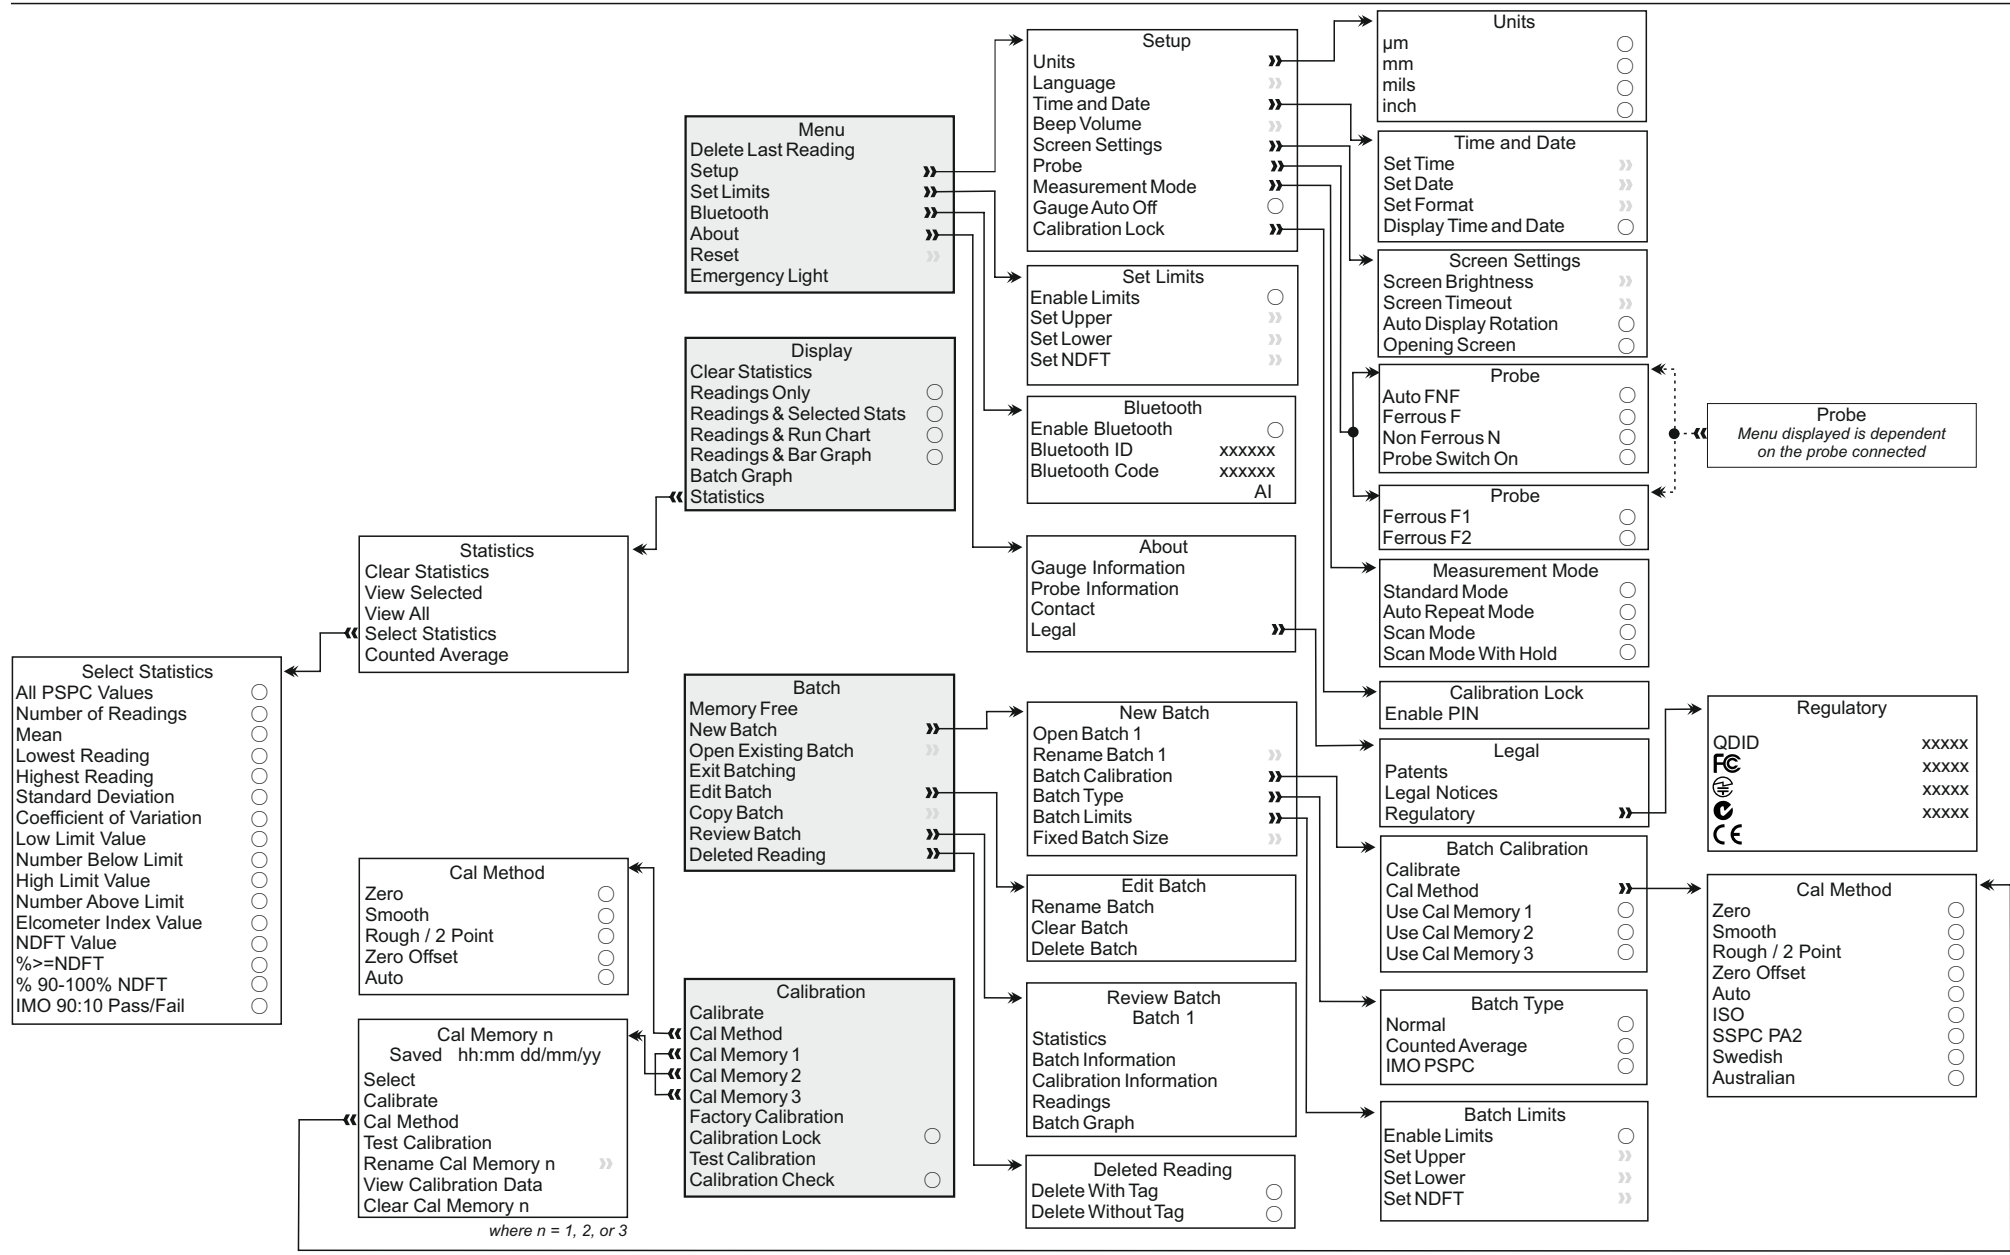 Menu
Delete Last Reading
Setup
Set Limits
Bluetooth
About
Reset
Emergency Light
Display
Clear Statistics
Readings Only
Readings & Selected Stats
Readings & Run Chart
Readings & Bar Graph
Batch Graph
Statistics
Statistics
Clear Statistics
View Selected
View All
Select Statistics
Counted Average
Select Statistics
All PSPC Values
Number of Readings
Mean
Lowest Reading
Highest Reading
Standard Deviation
Coefficient of Variation
Low Limit Value
Number Below Limit
High Limit Value
Number Above Limit
Elcometer Index Value
NDFT Value
%>=NDFT
% 90-100% NDFT
IMO 90:10 Pass/Fail
Cal Method
Zero
Smooth
Rough / 2 Point
Zero Offset
Auto
Cal Memory n
Saved hh:mm dd/mm/yy
Select
Calibrate
Cal Method
Test Calibration
Rename Cal Memory n
View Calibration Data
Clear Cal Memory n
where n = 1, 2, or 3
Batch
Memory Free
New Batch
Open Existing Batch
Exit Batching
Edit Batch
Copy Batch
Review Batch
Deleted Reading
Calibration
Calibrate
Cal Method
Cal Memory 1
Cal Memory 2
Cal Memory 3
Factory Calibration
Calibration Lock
Test Calibration
Calibration Check
Setup
Units
Language
Time and Date
Beep Volume
Screen Settings
Probe
Measurement Mode
Gauge Auto Off
Calibration Lock
Set Limits
Enable Limits
Set Upper
Set Lower
Set NDFT
Bluetooth
Enable Bluetooth
Bluetooth ID xxxxxx
Bluetooth Code xxxxxx
AI
About
Gauge Information
Probe Information
Contact
Legal
New Batch
Open Batch 1
Rename Batch 1
Batch Calibration
Batch Type
Batch Limits
Fixed Batch Size
Edit Batch
Rename Batch
Clear Batch
Delete Batch
Review Batch
Batch 1
Statistics
Batch Information
Calibration Information
Readings
Batch Graph
Deleted Reading
Delete With Tag
Delete Without Tag
Units
µm
mm
mils
inch
Time and Date
Set Time
Set Date
Set Format
Display Time and Date
Screen Settings
Screen Brightness
Screen Timeout
Auto Display Rotation
Opening Screen
Probe
Auto FNF
Ferrous F
Non Ferrous N
Probe Switch On
Probe
Ferrous F1
Ferrous F2
Probe
Menu displayed is dependent
on the probe connected
Measurement Mode
Standard Mode
Auto Repeat Mode
Scan Mode
Scan Mode With Hold
Calibration Lock
Enable PIN
Legal
Patents
Legal Notices
Regulatory
Regulatory
QDID xxxxx
FC xxxxx
xxxxx
xxxxx
CE
Batch Calibration
Calibrate
Cal Method
Use Cal Memory 1
Use Cal Memory 2
Use Cal Memory 3
Cal Method
Zero
Smooth
Rough / 2 Point
Zero Offset
Auto
ISO
SSPC PA2
Swedish
Australian
Batch Type
Normal
Counted Average
IMO PSPC
Batch Limits
Enable Limits
Set Upper
Set Lower
Set NDFT